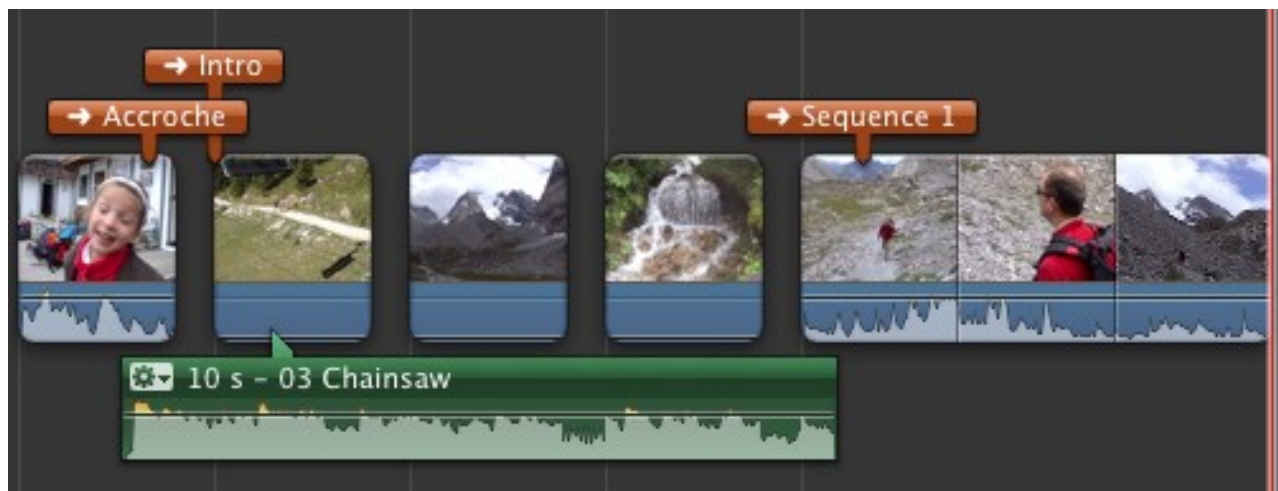 → Intro
→ Accroche
→ Sequence 1
10 s – 03 Chainsaw